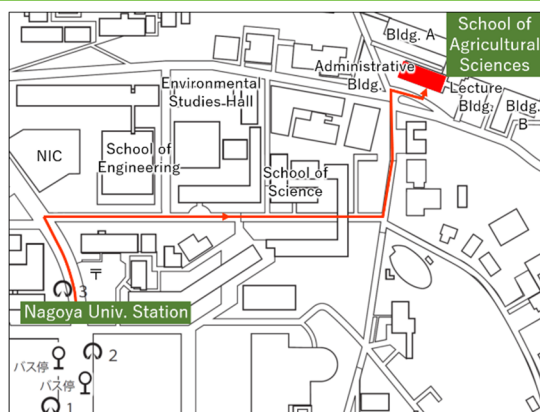 School of
Agricultural
Sciences
Bldg. A
Administrative
Bldg.
Lecture
Bldg.
Bldg.
B
Environmental
Studies Hall
NIC
School of
Engineering
School of
Science
3
Nagoya Univ. Station
2
バス停
バス停
1